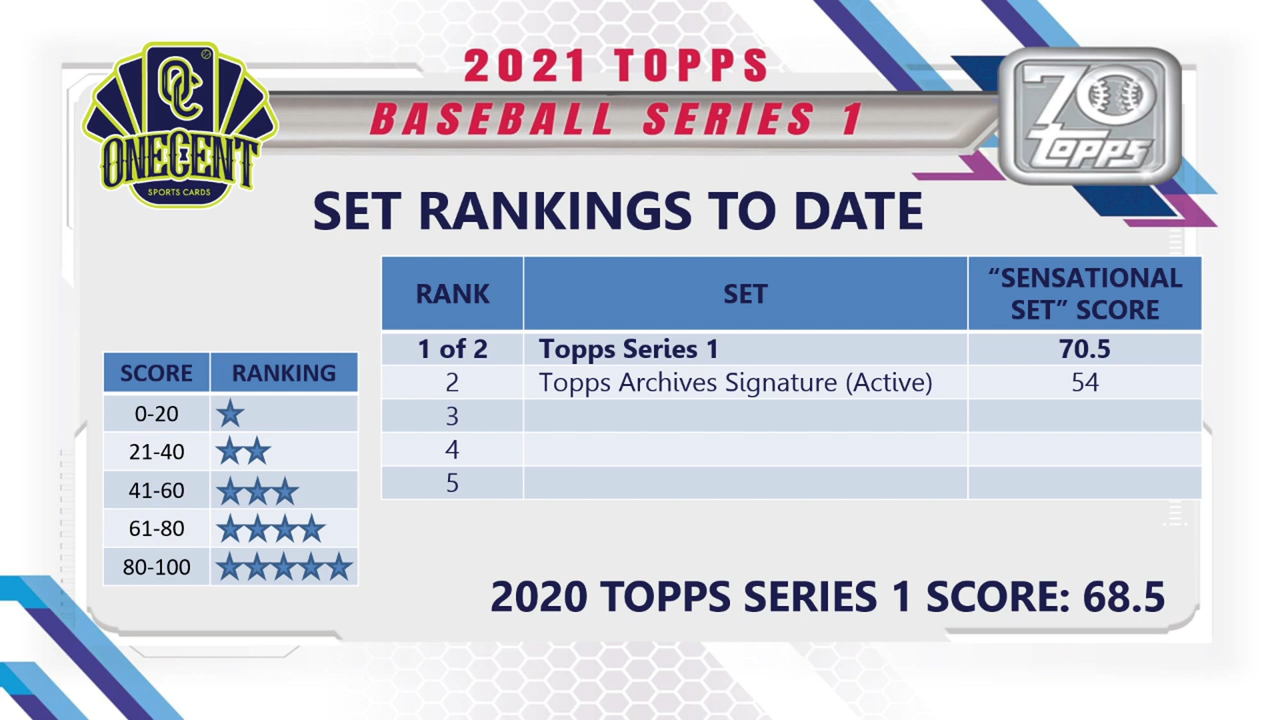 2021 TOPPS
BASEBALL SERIES 1
OC
ONECENT
SPORTS CARDS
70
topps
SET RANKINGS TO DATE
RANK SET “SENSATIONAL SET” SCORE
1 of 2 Topps Series 1 70.5
2 Topps Archives Signature (Active) 54
3
4
5
SCORE RANKING
0-20
21-40
41-60
61-80
80-100
2020 TOPPS SERIES 1 SCORE: 68.5